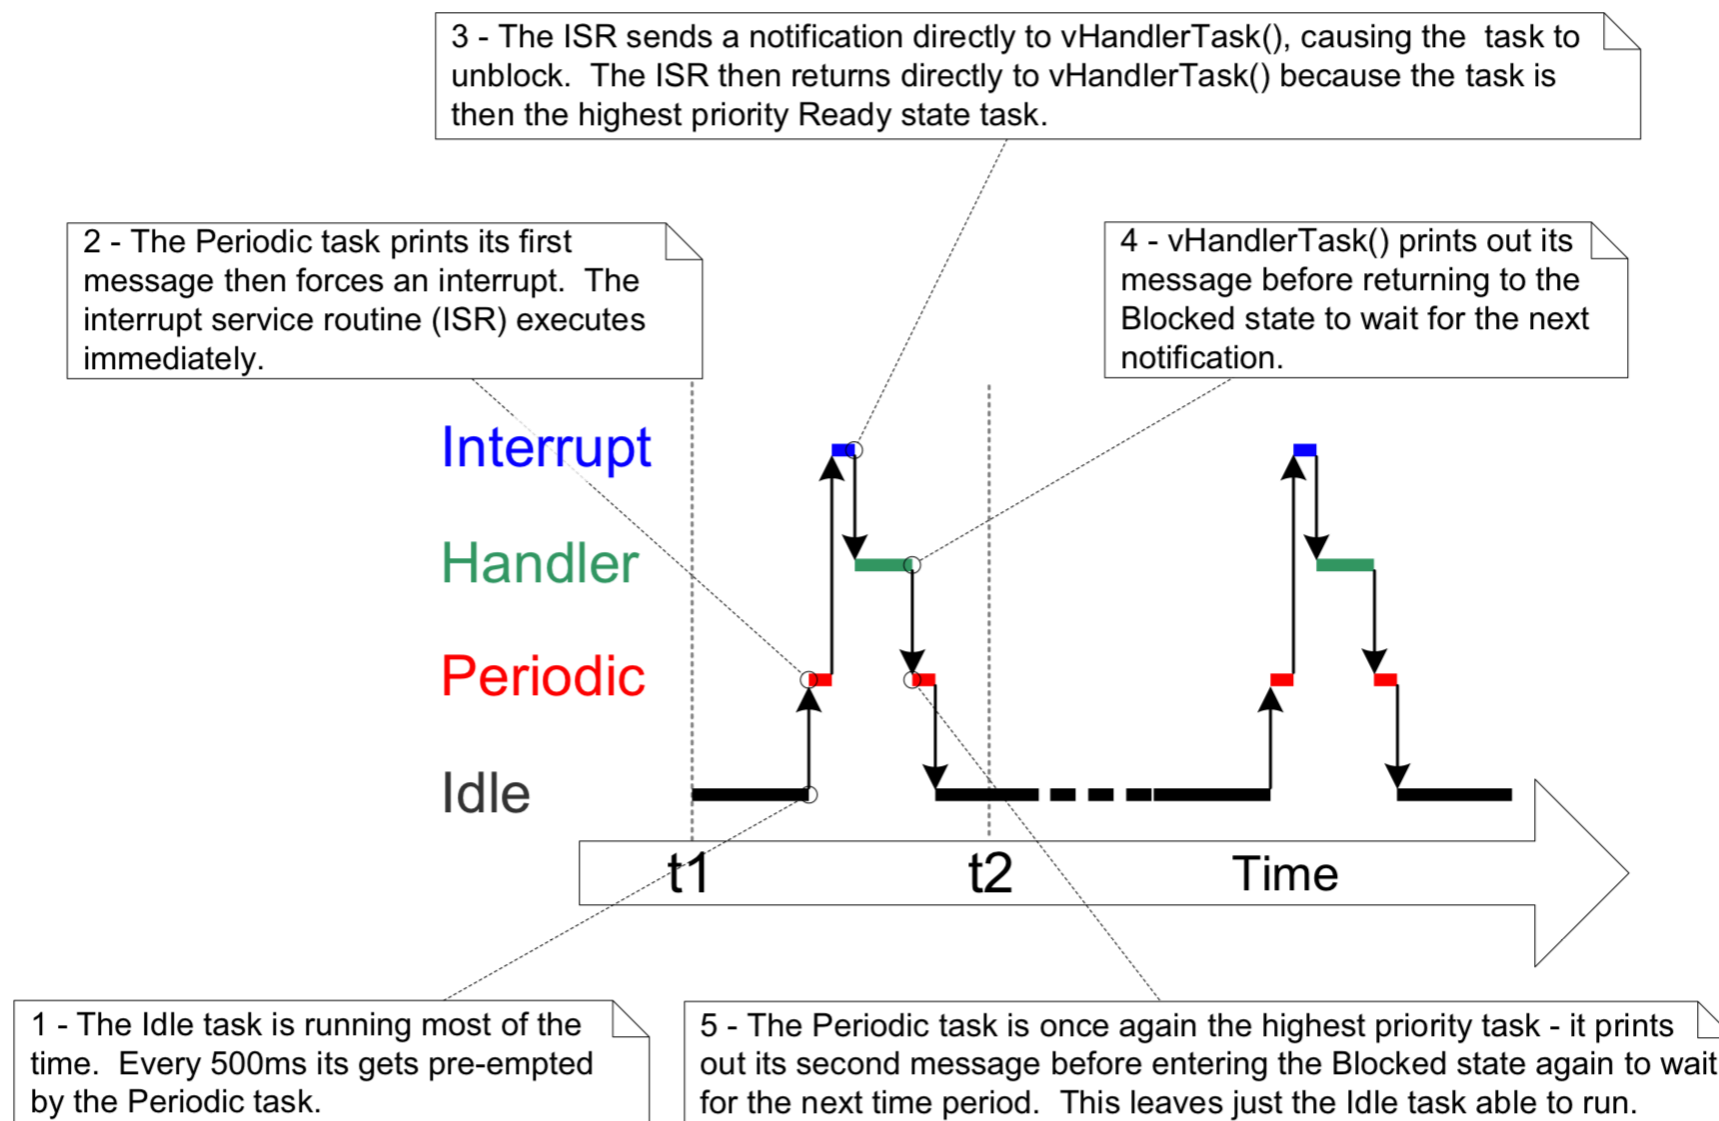 3 - The ISR sends a notification directly to vHandlerTask(), causing the task to
unblock. The ISR then returns directly to vHandlerTask() because the task is
then the highest priority Ready state task.
2 - The Periodic task prints its first
message then forces an interrupt. The
interrupt service routine (ISR) executes
immediately.
4 - vHandlerTask() prints out its
message before returning to the
Blocked state to wait for the next
notification.
Interrupt
Handler
Periodic
Idle
t1
t2
Time
1 - The Idle task is running most of the
time. Every 500ms its gets pre-empted
by the Periodic task.
5 - The Periodic task is once again the highest priority task - it prints
out its second message before entering the Blocked state again to wait
for the next time period. This leaves just the Idle task able to run.